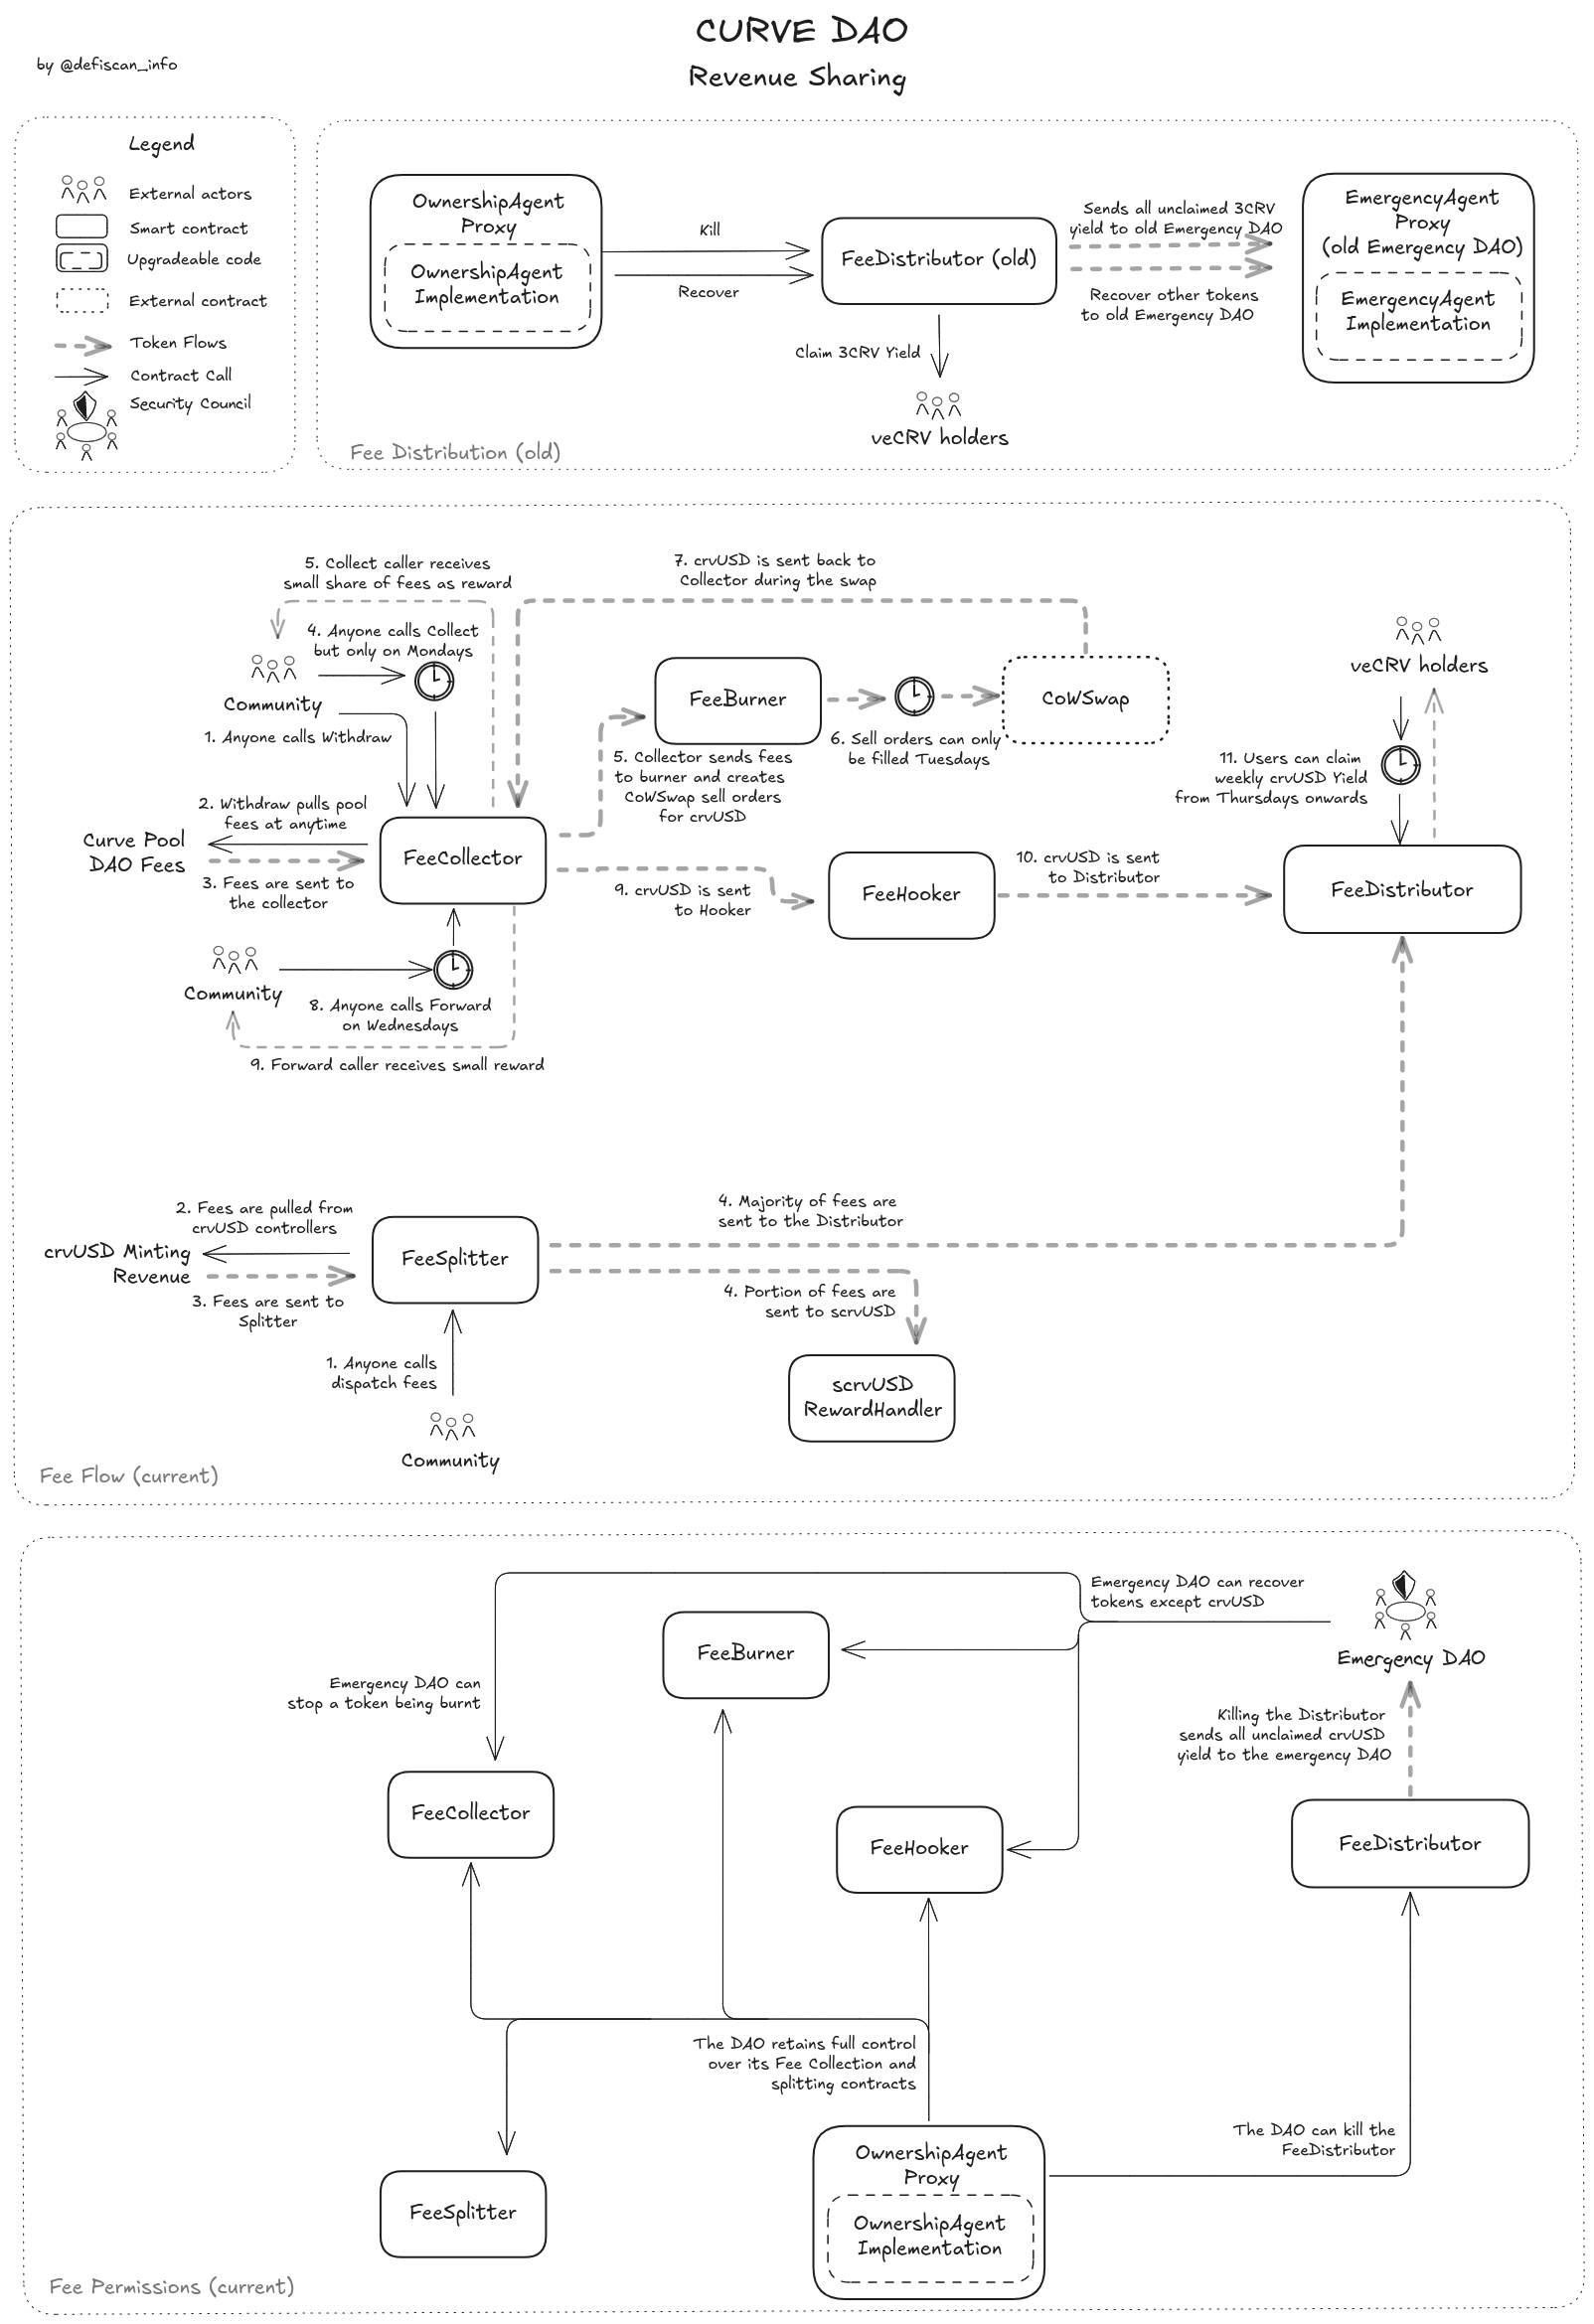 CURVE DAO
Revenue Sharing
by @defiscan_info
Legend
External actors
Smart contract
Upgradeable code
External contract
Token Flows
Contract Call
Security Council
OwnershipAgent
Proxy
OwnershipAgent
Implementation
Kill
Recover
FeeDistributor (old)
Sends all unclaimed 3CRV
yield to old Emergency DAO
Recover other tokens
to old Emergency DAO
EmergencyAgent
Proxy
(old Emergency DAO)
EmergencyAgent
Implementation
Claim 3CRV Yield
veCRV holders
Fee Distribution (old)
5. Collect caller receives
small share of fees as reward
7. crvUSD is sent back to
Collector during the swap
4. Anyone calls Collect
but only on Mondays
Community
1. Anyone calls Withdraw
FeeBurner
CoWSwap
veCRV holders
6. Sell orders can only
be filled Tuesdays
5. Collector sends fees
to burner and creates
CoWSwap sell orders
for crvUSD
11. Users can claim
weekly crvUSD Yield
from Thursdays onwards
2. Withdraw pulls pool
fees at anytime
Curve Pool
DAO Fees
3. Fees are sent to
the collector
FeeCollector
9. crvUSD is sent
to Hooker
FeeHooker
10. crvUSD is sent
to Distributor
FeeDistributor
Community
8. Anyone calls Forward
on Wednesdays
9. Forward caller receives small reward
2. Fees are pulled from
crvUSD controllers
crvUSD Minting
Revenue
3. Fees are sent to
Splitter
FeeSplitter
4. Majority of fees are
sent to the Distributor
4. Portion of fees are
sent to scrvUSD
1. Anyone calls
dispatch fees
scrvUSD
RewardHandler
Community
Fee Flow (current)
Emergency DAO can recover
tokens except crvUSD
Emergency DAO
FeeBurner
Emergency DAO can
stop a token being burnt
Killing the Distributor
sends all unclaimed crvUSD
yield to the emergency DAO
FeeCollector
FeeHooker
FeeDistributor
The DAO retains full control
over its Fee Collection and
splitting contracts
The DAO can kill the
FeeDistributor
OwnershipAgent
Proxy
OwnershipAgent
Implementation
FeeSplitter
Fee Permissions (current)